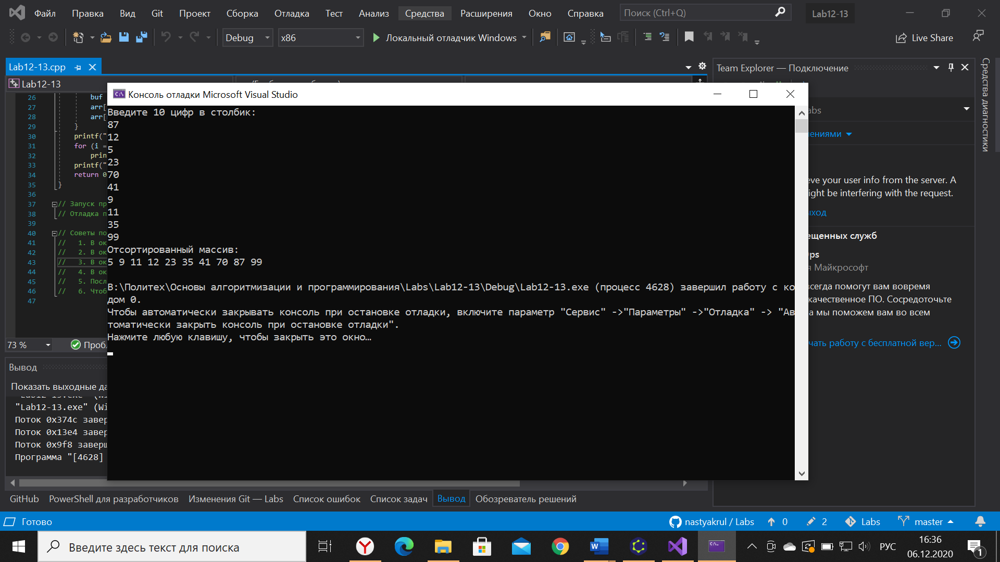 Файл Правка Вид Git Проект Сборка Отладка Тест Анализ Средства Расширения Окно Справка Поиск (Ctrl+Q) Lab12-13
Debug x86 Локальный отладчик Windows Live Share
Lab12-13.cpp
Lab12-13
Team Explorer — Подключение
Средства диагностики
Консоль отладки Microsoft Visual Studio
26 buf
27 arr[
28 arr[
29 }
30 printf("
31 for (i =
32 prin
33 printf("
34 return 0
35 }
36
37 // Запуск пр
38 // Отладка п
39
40 // Советы по
41 // 1. В ок
42 // 2. В ок
43 // 3. В ок
44 // 4. В ок
45 // 5. Посл
46 // 6. Чтоб
47
Введите 10 цифр в столбик:
87
12
5
23
70
41
9
11
35
99
Отсортированный массив:
5 9 11 12 23 35 41 70 87 99
B:\Политех\Основы алгоритмизации и программирования\Labs\Lab12-13\Debug\Lab12-13.exe (процесс 4628) завершил работу с ко
дом 0.
Чтобы автоматически закрывать консоль при остановке отладки, включите параметр "Сервис" ->"Параметры" ->"Отладка" -> "Ав
томатически закрыть консоль при остановке отладки".
Нажмите любую клавишу, чтобы закрыть это окно…
abs
ениями
eve your user info from the server. A
ight be interfering with the request.
ыход
ещенных служб
ps
я Майкрософт
всегда помогут вам вовремя
качественное ПО. Сосредоточьте
а мы поможем вам во всем
чать работу с бесплатной вер...
73 % Пробл
Вывод
Показать выходные да
"Lab12-13.exe" (Wi
"Lab12-13.exe" (Wi
Поток 0x374c завер
Поток 0x13e4 завер
Поток 0x9f8 заверш
Программа "[4628]
GitHub PowerShell для разработчиков Изменения Git — Labs Список ошибок Список задач Вывод Обозреватель решений
Готово nastyakrul / Labs 0 2 Labs master
Введите здесь текст для поиска
РУС 16:36
06.12.2020
1